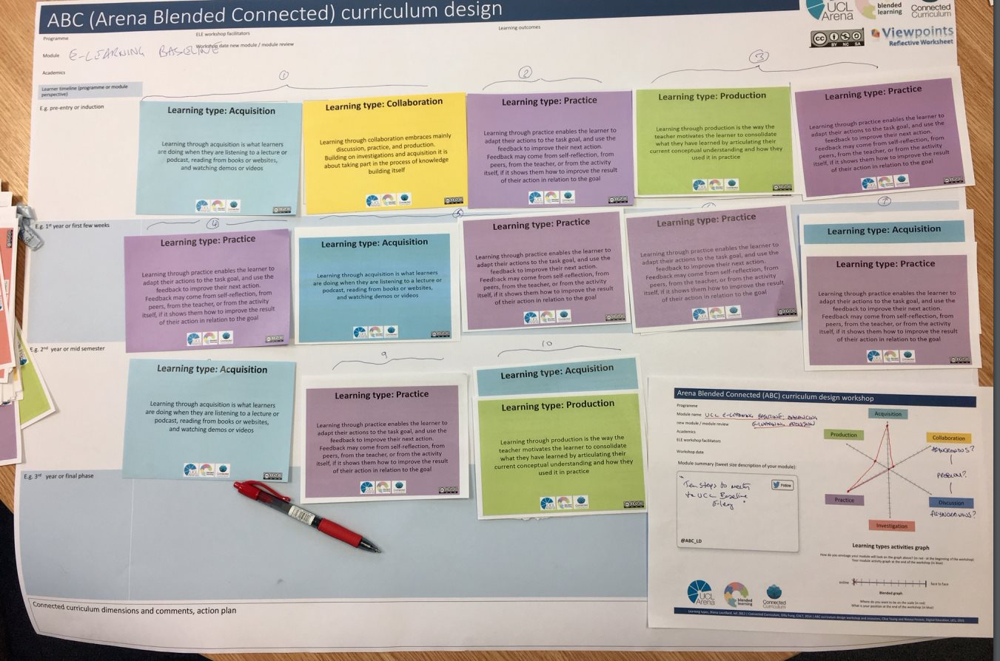 ABC (Arena Blended Connected) curriculum design
UCL Arena
blended learning
Connected Curriculum
Programme
ELE workshop facilitators
Learning outcomes
Module E-LEARNING BASELINE
Workshop date new module / module review
CC BY NC SA
Viewpoints
Reflective Worksheet
Academics
Learner timeline (programme or module perspective)
1
2
3
E.g. pre-entry or induction
Learning type: Acquisition
Learning through acquisition is what learners
are doing when they are listening to a lecture or
podcast, reading from books or websites,
and watching demos or videos
Learning type: Collaboration
Learning through collaboration embraces mainly
discussion, practice, and production.
Building on investigations and acquisition it is
about taking part in the process of knowledge
building itself
Learning type: Practice
Learning through practice enables the learner to
adapt their actions to the task goal, and use the
feedback to improve their next action.
Feedback may come from self-reflection, from
peers, from the teacher, or from the activity
itself, if it shows them how to improve the result
of their action in relation to the goal
Learning type: Production
Learning through production is the way the
teacher motivates the learner to consolidate
what they have learned by articulating their
current conceptual understanding and how they
used it in practice
Learning type: Practice
Learning through practice enables the learner to
adapt their actions to the task goal, and use the
feedback to improve their next action.
Feedback may come from self-reflection, from
peers, from the teacher, or from the activity
itself, if it shows them how to improve the result
of their action in relation to the goal
E.g. 1st year or first few weeks
4
7
Learning type: Practice
Learning through practice enables the learner to
adapt their actions to the task goal, and use the
feedback to improve their next action.
Feedback may come from self-reflection, from
peers, from the teacher, or from the activity
itself, if it shows them how to improve the result
of their action in relation to the goal
Learning type: Acquisition
Learning through acquisition is what learners
are doing when they are listening to a lecture or
podcast, reading from books or websites,
and watching demos or videos
Learning type: Practice
Learning through practice enables the learner to
adapt their actions to the task goal, and use the
feedback to improve their next action.
Feedback may come from self-reflection, from
peers, from the teacher, or from the activity
itself, if it shows them how to improve the result
of their action in relation to the goal
Learning type: Practice
Learning through practice enables the learner to
adapt their actions to the task goal, and use the
feedback to improve their next action.
Feedback may come from self-reflection, from
peers, from the teacher, or from the activity
itself, if it shows them how to improve the result
of their action in relation to the goal
Learning type: Acquisition
Learning type: Practice
Learning through practice enables the learner to
adapt their actions to the task goal, and use the
feedback to improve their next action.
Feedback may come from self-reflection, from
peers, from the teacher, or from the activity
itself, if it shows them how to improve the result
of their action in relation to the goal
E.g. 2nd year or mid semester
9
10
Learning type: Acquisition
Learning through acquisition is what learners
are doing when they are listening to a lecture or
podcast, reading from books or websites,
and watching demos or videos
Learning type: Practice
Learning through practice enables the learner to
adapt their actions to the task goal, and use the
feedback to improve their next action.
Feedback may come from self-reflection, from
peers, from the teacher, or from the activity
itself, if it shows them how to improve the result
of their action in relation to the goal
Learning type: Acquisition
Learning type: Production
Learning through production is the way the
teacher motivates the learner to consolidate
what they have learned by articulating their
current conceptual understanding and how they
used it in practice
E.g. 3rd year or final phase
Connected curriculum dimensions and comments, action plan
Arena Blended Connected (ABC) curriculum design workshop
Programme
Module name UCL E-LEARNING BASELINE: ENHANCING
new module / module review E-LEARNING PROVISION
Academics
ELE workshop facilitators
Workshop date
Module summary (tweet size description of your module):
Follow
"Ten steps to
to UCL Baseline
@ABC_LD
Acquisition
Production
Collaboration
ASYNCRONOUS?
PROBLEM?
Practice
Discussion
ASYNCRONOUS?
Investigation
Learning types activities graph
How do you envisage your module will look on the graph above? (in red - at the beginning of the workshop)
Your module activity graph at the end of the workshop (in blue)
online
face to face
Blended graph
Where do you want to be on the scale (in red)
What is your position at the end of the workshop (in blue)
UCL Arena
blended learning
Connected Curriculum